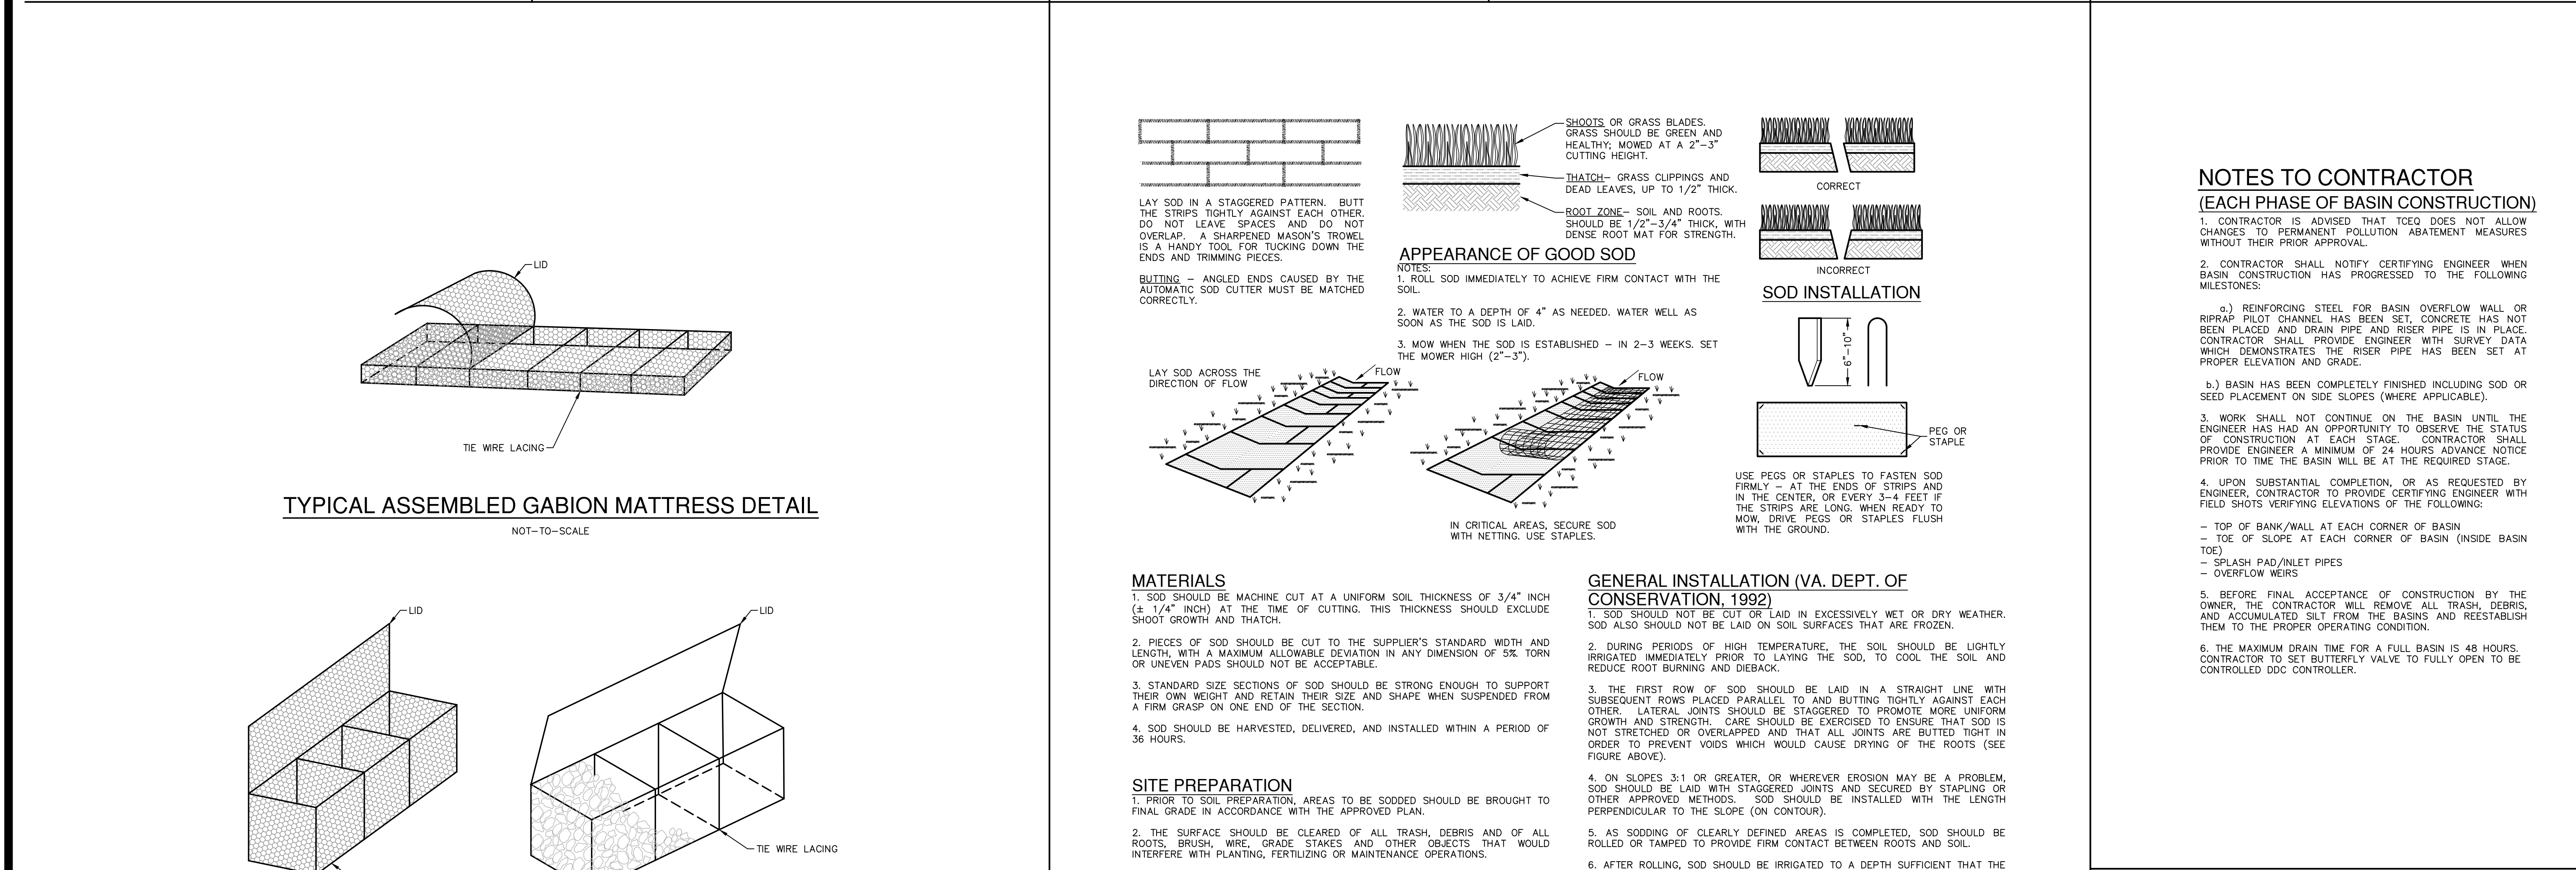 LID
TIE WIRE LACING
TYPICAL ASSEMBLED GABION MATTRESS DETAIL
NOT-TO-SCALE
LID
LID
TIE WIRE LACING
LAY SOD IN A STAGGERED PATTERN. BUTT
THE STRIPS TIGHTLY AGAINST EACH OTHER.
DO NOT LEAVE SPACES AND DO NOT
OVERLAP. A SHARPENED MASON'S TROWEL
IS A HANDY TOOL FOR TUCKING DOWN THE
ENDS AND TRIMMING PIECES.
BUTTING – ANGLED ENDS CAUSED BY THE
AUTOMATIC SOD CUTTER MUST BE MATCHED
CORRECTLY.
SHOOTS OR GRASS BLADES.
GRASS SHOULD BE GREEN AND
HEALTHY; MOWED AT A 2"–3"
CUTTING HEIGHT.
THATCH– GRASS CLIPPINGS AND
DEAD LEAVES, UP TO 1/2" THICK.
ROOT ZONE– SOIL AND ROOTS.
SHOULD BE 1/2"–3/4" THICK, WITH
DENSE ROOT MAT FOR STRENGTH.
APPEARANCE OF GOOD SOD
NOTES:
1. ROLL SOD IMMEDIATELY TO ACHIEVE FIRM CONTACT WITH THE
SOIL.
2. WATER TO A DEPTH OF 4" AS NEEDED. WATER WELL AS
SOON AS THE SOD IS LAID.
3. MOW WHEN THE SOD IS ESTABLISHED – IN 2–3 WEEKS. SET
THE MOWER HIGH (2"–3").
CORRECT
INCORRECT
SOD INSTALLATION
6"–10"
PEG OR
STAPLE
USE PEGS OR STAPLES TO FASTEN SOD
FIRMLY – AT THE ENDS OF STRIPS AND
IN THE CENTER, OR EVERY 3–4 FEET IF
THE STRIPS ARE LONG. WHEN READY TO
MOW, DRIVE PEGS OR STAPLES FLUSH
WITH THE GROUND.
LAY SOD ACROSS THE
DIRECTION OF FLOW
FLOW
FLOW
IN CRITICAL AREAS, SECURE SOD
WITH NETTING. USE STAPLES.
MATERIALS
1. SOD SHOULD BE MACHINE CUT AT A UNIFORM SOIL THICKNESS OF 3/4" INCH
(± 1/4" INCH) AT THE TIME OF CUTTING. THIS THICKNESS SHOULD EXCLUDE
SHOOT GROWTH AND THATCH.
2. PIECES OF SOD SHOULD BE CUT TO THE SUPPLIER'S STANDARD WIDTH AND
LENGTH, WITH A MAXIMUM ALLOWABLE DEVIATION IN ANY DIMENSION OF 5%. TORN
OR UNEVEN PADS SHOULD NOT BE ACCEPTABLE.
3. STANDARD SIZE SECTIONS OF SOD SHOULD BE STRONG ENOUGH TO SUPPORT
THEIR OWN WEIGHT AND RETAIN THEIR SIZE AND SHAPE WHEN SUSPENDED FROM
A FIRM GRASP ON ONE END OF THE SECTION.
4. SOD SHOULD BE HARVESTED, DELIVERED, AND INSTALLED WITHIN A PERIOD OF
36 HOURS.
SITE PREPARATION
1. PRIOR TO SOIL PREPARATION, AREAS TO BE SODDED SHOULD BE BROUGHT TO
FINAL GRADE IN ACCORDANCE WITH THE APPROVED PLAN.
2. THE SURFACE SHOULD BE CLEARED OF ALL TRASH, DEBRIS AND OF ALL
ROOTS, BRUSH, WIRE, GRADE STAKES AND OTHER OBJECTS THAT WOULD
INTERFERE WITH PLANTING, FERTILIZING OR MAINTENANCE OPERATIONS.
GENERAL INSTALLATION (VA. DEPT. OF
CONSERVATION, 1992)
1. SOD SHOULD NOT BE CUT OR LAID IN EXCESSIVELY WET OR DRY WEATHER.
SOD ALSO SHOULD NOT BE LAID ON SOIL SURFACES THAT ARE FROZEN.
2. DURING PERIODS OF HIGH TEMPERATURE, THE SOIL SHOULD BE LIGHTLY
IRRIGATED IMMEDIATELY PRIOR TO LAYING THE SOD, TO COOL THE SOIL AND
REDUCE ROOT BURNING AND DIEBACK.
3. THE FIRST ROW OF SOD SHOULD BE LAID IN A STRAIGHT LINE WITH
SUBSEQUENT ROWS PLACED PARALLEL TO AND BUTTING TIGHTLY AGAINST EACH
OTHER. LATERAL JOINTS SHOULD BE STAGGERED TO PROMOTE MORE UNIFORM
GROWTH AND STRENGTH. CARE SHOULD BE EXERCISED TO ENSURE THAT SOD IS
NOT STRETCHED OR OVERLAPPED AND THAT ALL JOINTS ARE BUTTED TIGHT IN
ORDER TO PREVENT VOIDS WHICH WOULD CAUSE DRYING OF THE ROOTS (SEE
FIGURE ABOVE).
4. ON SLOPES 3:1 OR GREATER, OR WHEREVER EROSION MAY BE A PROBLEM,
SOD SHOULD BE LAID WITH STAGGERED JOINTS AND SECURED BY STAPLING OR
OTHER APPROVED METHODS. SOD SHOULD BE INSTALLED WITH THE LENGTH
PERPENDICULAR TO THE SLOPE (ON CONTOUR).
5. AS SODDING OF CLEARLY DEFINED AREAS IS COMPLETED, SOD SHOULD BE
ROLLED OR TAMPED TO PROVIDE FIRM CONTACT BETWEEN ROOTS AND SOIL.
6. AFTER ROLLING, SOD SHOULD BE IRRIGATED TO A DEPTH SUFFICIENT THAT THE
NOTES TO CONTRACTOR
(EACH PHASE OF BASIN CONSTRUCTION)
1. CONTRACTOR IS ADVISED THAT TCEQ DOES NOT ALLOW
CHANGES TO PERMANENT POLLUTION ABATEMENT MEASURES
WITHOUT THEIR PRIOR APPROVAL.
2. CONTRACTOR SHALL NOTIFY CERTIFYING ENGINEER WHEN
BASIN CONSTRUCTION HAS PROGRESSED TO THE FOLLOWING
MILESTONES:
a.) REINFORCING STEEL FOR BASIN OVERFLOW WALL OR
RIPRAP PILOT CHANNEL HAS BEEN SET, CONCRETE HAS NOT
BEEN PLACED AND DRAIN PIPE AND RISER PIPE IS IN PLACE.
CONTRACTOR SHALL PROVIDE ENGINEER WITH SURVEY DATA
WHICH DEMONSTRATES THE RISER PIPE HAS BEEN SET AT
PROPER ELEVATION AND GRADE.
b.) BASIN HAS BEEN COMPLETELY FINISHED INCLUDING SOD OR
SEED PLACEMENT ON SIDE SLOPES (WHERE APPLICABLE).
3. WORK SHALL NOT CONTINUE ON THE BASIN UNTIL THE
ENGINEER HAS HAD AN OPPORTUNITY TO OBSERVE THE STATUS
OF CONSTRUCTION AT EACH STAGE. CONTRACTOR SHALL
PROVIDE ENGINEER A MINIMUM OF 24 HOURS ADVANCE NOTICE
PRIOR TO TIME THE BASIN WILL BE AT THE REQUIRED STAGE.
4. UPON SUBSTANTIAL COMPLETION, OR AS REQUESTED BY
ENGINEER, CONTRACTOR TO PROVIDE CERTIFYING ENGINEER WITH
FIELD SHOTS VERIFYING ELEVATIONS OF THE FOLLOWING:
– TOP OF BANK/WALL AT EACH CORNER OF BASIN
– TOE OF SLOPE AT EACH CORNER OF BASIN (INSIDE BASIN
TOE)
– SPLASH PAD/INLET PIPES
– OVERFLOW WEIRS
5. BEFORE FINAL ACCEPTANCE OF CONSTRUCTION BY THE
OWNER, THE CONTRACTOR WILL REMOVE ALL TRASH, DEBRIS,
AND ACCUMULATED SILT FROM THE BASINS AND REESTABLISH
THEM TO THE PROPER OPERATING CONDITION.
6. THE MAXIMUM DRAIN TIME FOR A FULL BASIN IS 48 HOURS.
CONTRACTOR TO SET BUTTERFLY VALVE TO FULLY OPEN TO BE
CONTROLLED DDC CONTROLLER.